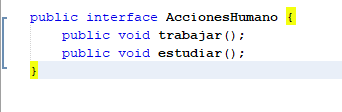 public interface AccionesHumano {
public void trabajar();
public void estudiar();
}